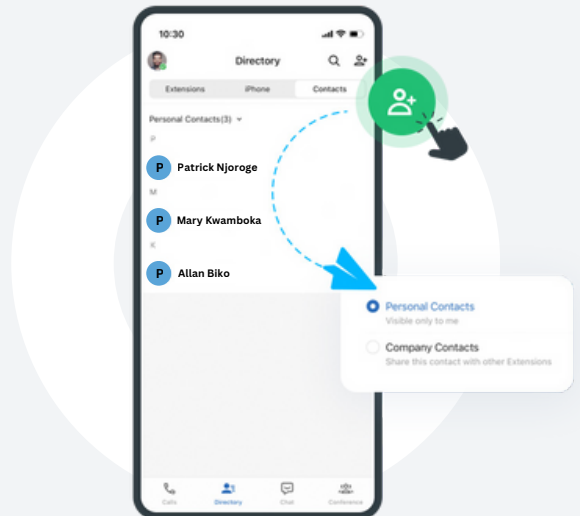 10:30
Directory
Extensions iPhone Contacts
Personal Contacts(3)
P
P Patrick Njoroge
M
P Mary Kwamboka
K
P Allan Biko
Personal Contacts
Visible only to me
Company Contacts
Share this contact with other Extensions
Calls Directory Chat Conference